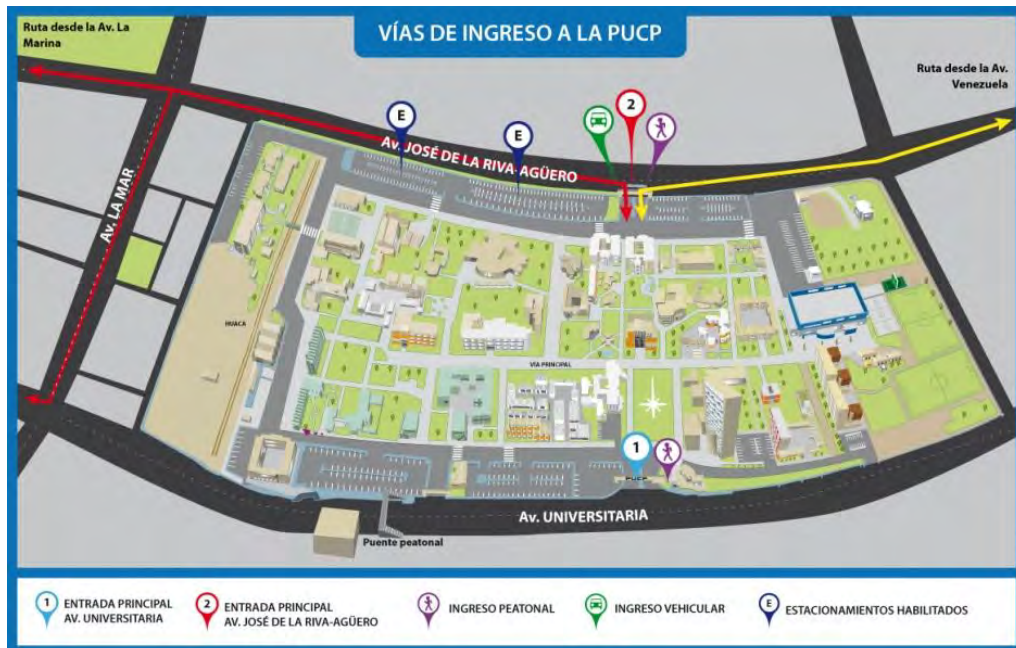 VÍAS DE INGRESO A LA PUCP
Ruta desde la Av. La
Marina
Ruta desde la Av.
Venezuela
E
E
2
Av. JOSÉ DE LA RIVA-AGÜERO
Av. LA MAR
HUACA
VÍA PRINCIPAL
1
PUCP
Av. UNIVERSITARIA
Puente peatonal
1 ENTRADA PRINCIPAL
AV. UNIVERSITARIA
2 ENTRADA PRINCIPAL
AV. JOSÉ DE LA RIVA-AGÜERO
INGRESO PEATONAL
INGRESO VEHICULAR
E ESTACIONAMIENTOS HABILITADOS